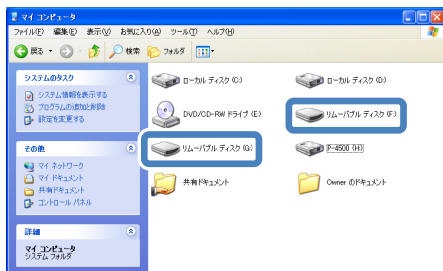 マイ コンピュータ
ファイル(F) 編集(E) 表示(V) お気に入り(A) ツール(T) ヘルプ(H)
戻る 検索 フォルダ
システムのタスク
システム情報を表示する
プログラムの追加と削除
設定を変更する
その他
マイ ネットワーク
マイ ドキュメント
共有ドキュメント
コントロール パネル
詳細
マイ コンピュータ
システム フォルダ
ローカル ディスク (C:) ローカル ディスク (D:)
DVD/CD-RW ドライブ (E:) リムーバブル ディスク (F:)
リムーバブル ディスク (G:) P-4500 (H:)
共有ドキュメント Owner のドキュメント